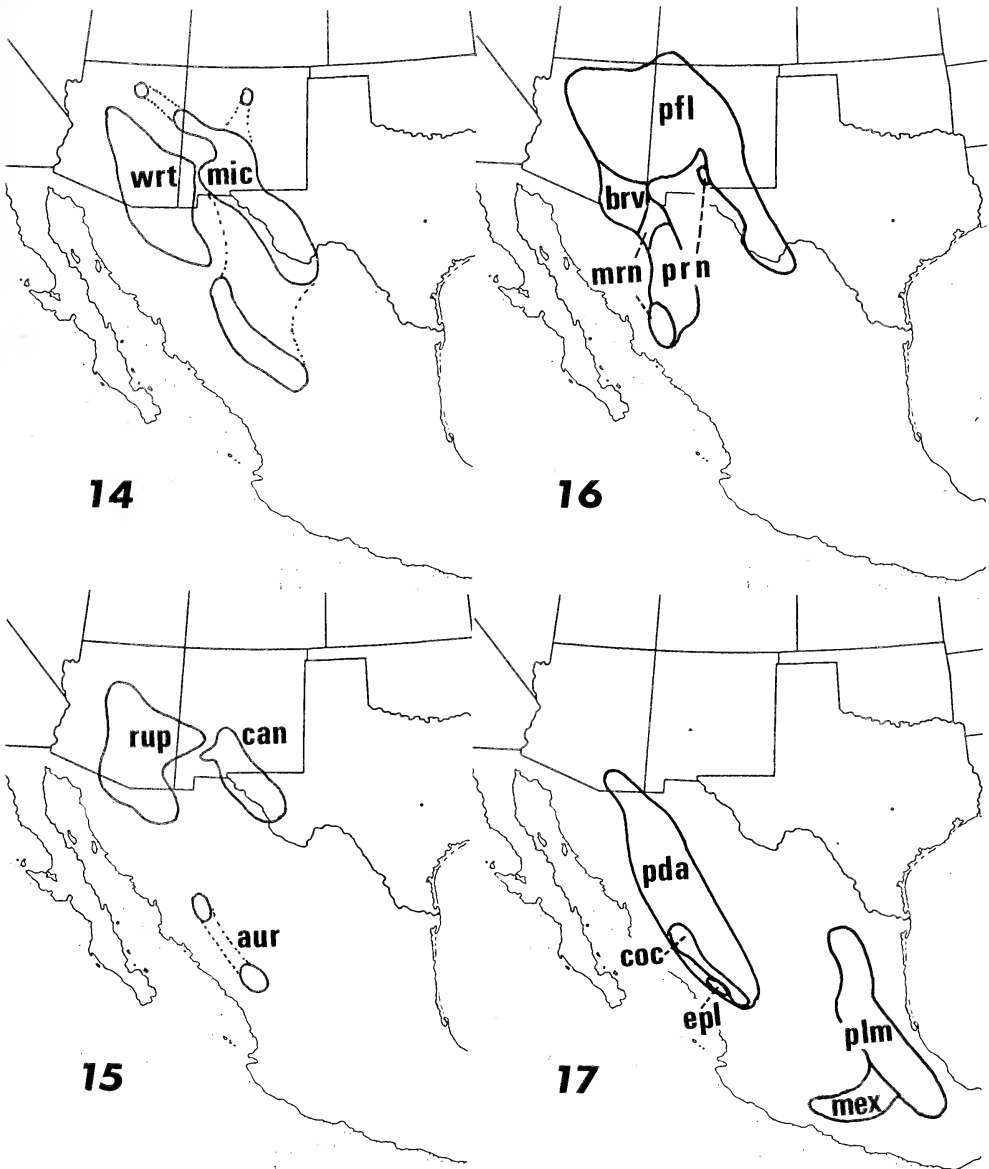 wrt mic
14
pfl
brv
mrn prn
16
rup can
aur
15
pda
coc
epl
plm
mex
17